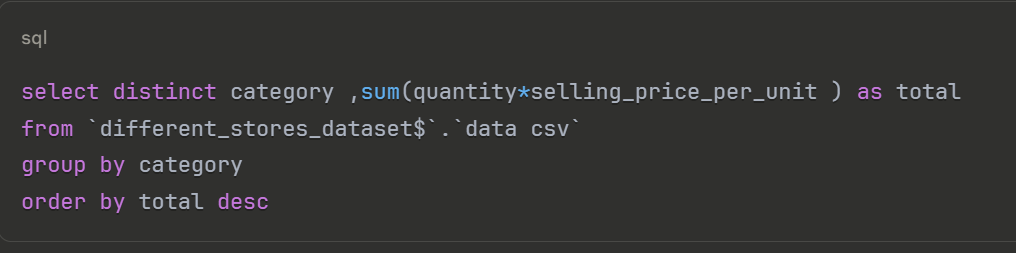 sql
select distinct category ,sum(quantity*selling_price_per_unit ) as total
from `different_stores_dataset$`.`data csv`
group by category
order by total desc